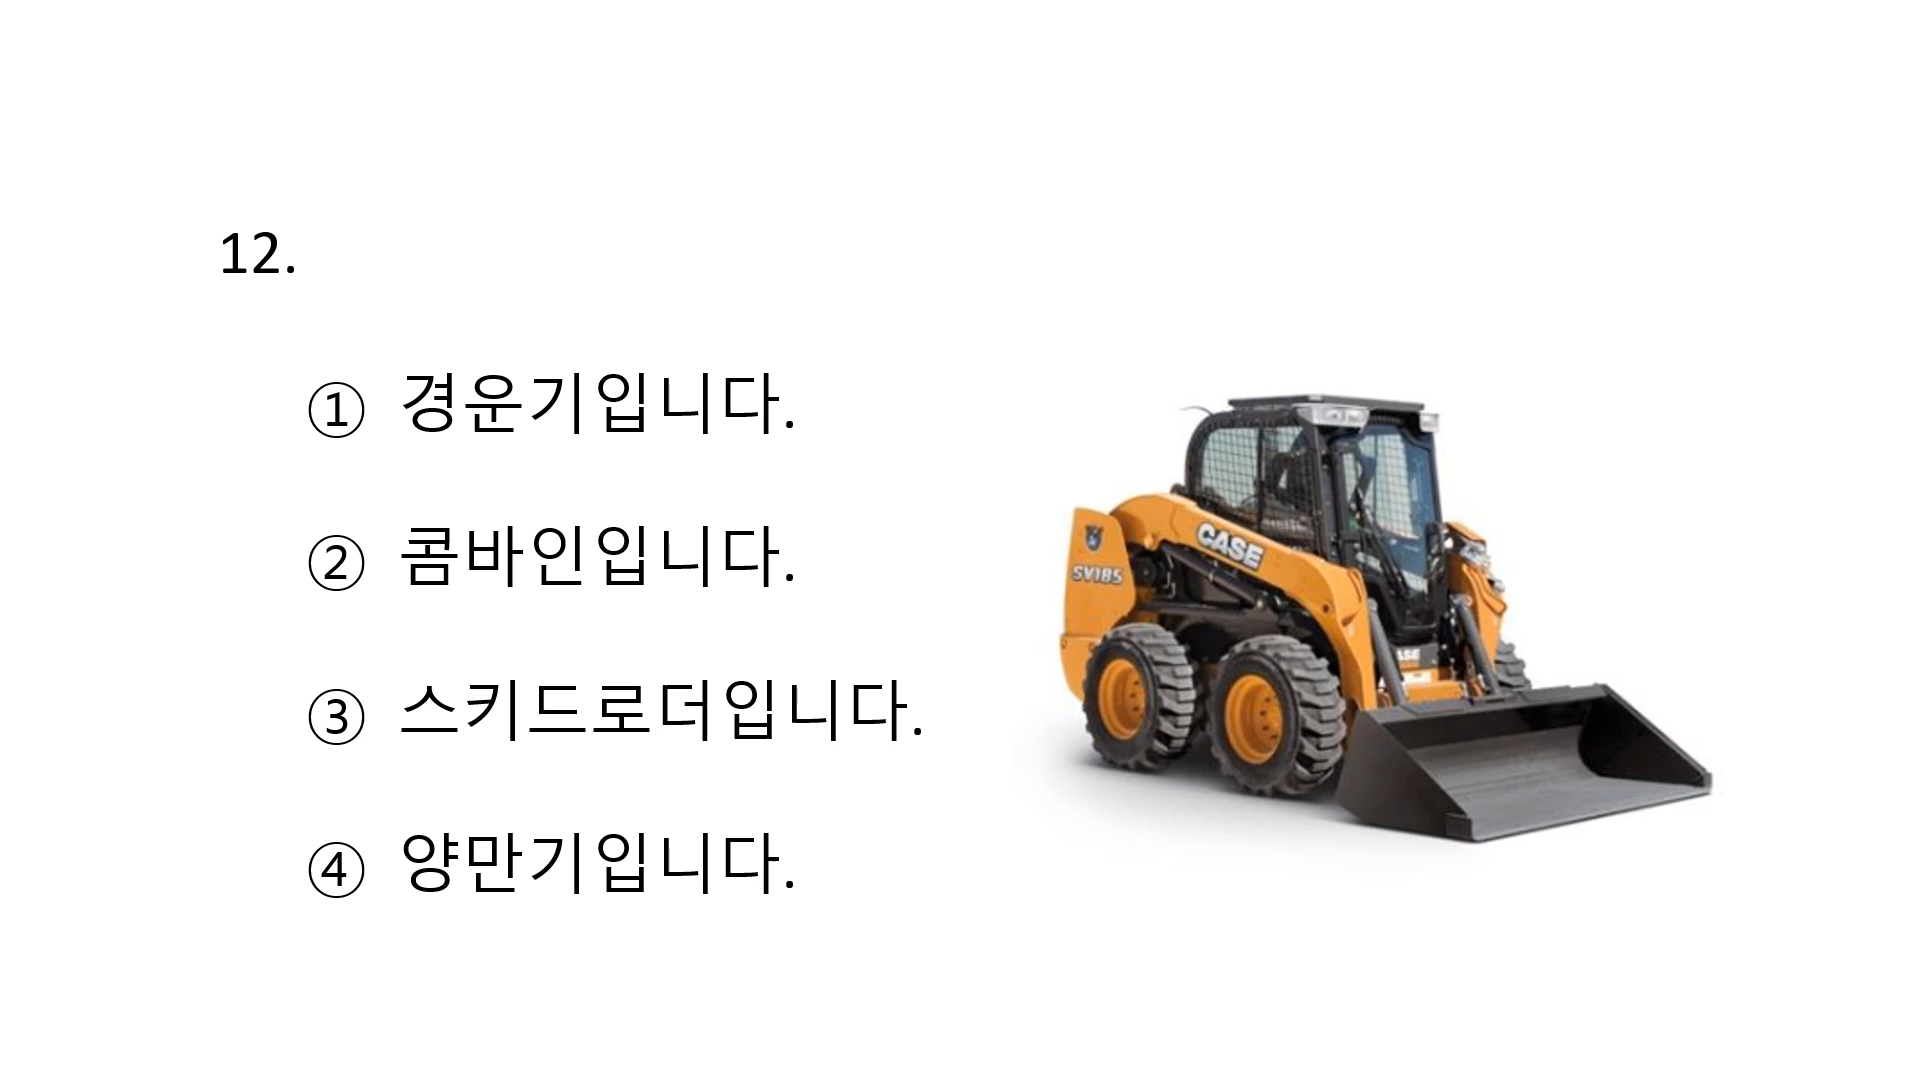 12.
① 경운기입니다.
② 콤바인입니다.
③ 스키드로더입니다.
④ 양만기입니다.
CASE
SV185